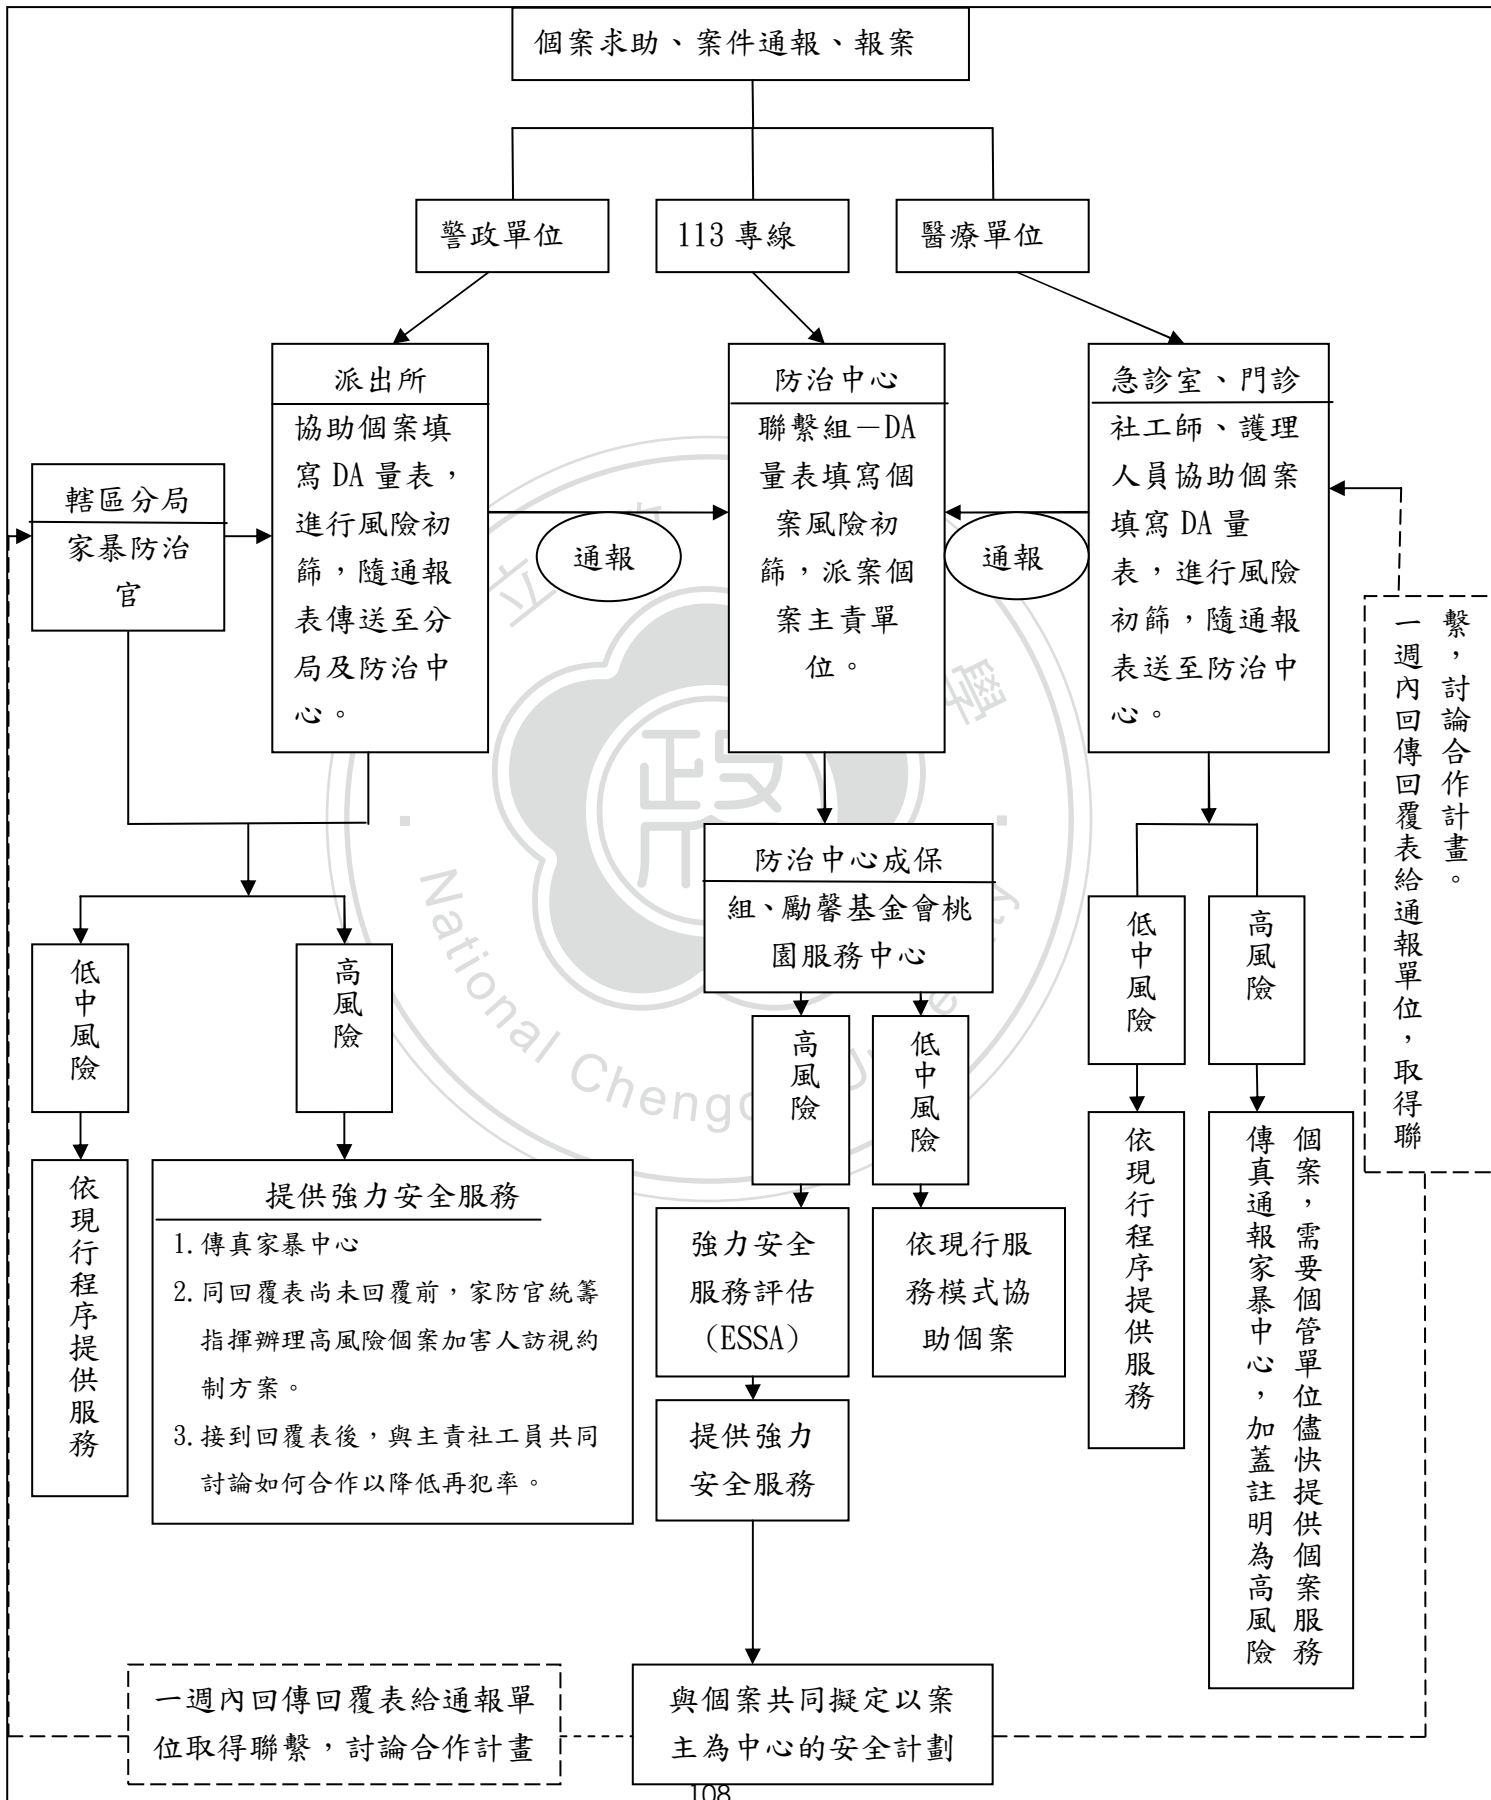 個案求助、案件通報、報案
警政單位
113 專線
醫療單位
派出所
協助個案填
寫 DA 量表，
進行風險初
篩，隨通報
表傳送至分
局及防治中
心。
防治中心
聯繫組－DA
量表填寫個
案風險初
篩，派案個
案主責單
位。
急診室、門診
社工師、護理
人員協助個案
填寫 DA 量
表，進行風險
初篩，隨通報
表送至防治中
心。
轄區分局
家暴防治
官
通報
通報
一週內回傳回覆表給通報單位，取得聯
繫，討論合作計畫。
防治中心成保
組、勵馨基金會桃
園服務中心
低中風險
高風險
高風險
低中風險
低中風險
高風險
依現行程序提供服務
提供強力安全服務
1. 傳真家暴中心
2. 同回覆表尚未回覆前，家防官統籌
指揮辦理高風險個案加害人訪視約
制方案。
3. 接到回覆表後，與主責社工員共同
討論如何合作以降低再犯率。
強力安全
服務評估
（ESSA）
依現行服
務模式協
助個案
提供強力
安全服務
依現行程序提供服務
傳真通報家暴中心，加蓋註明為高風險
個案，需要個管單位儘快提供個案服務
一週內回傳回覆表給通報單
位取得聯繫，討論合作計畫
與個案共同擬定以案
主為中心的安全計劃
108
立
學
政
National Cheng